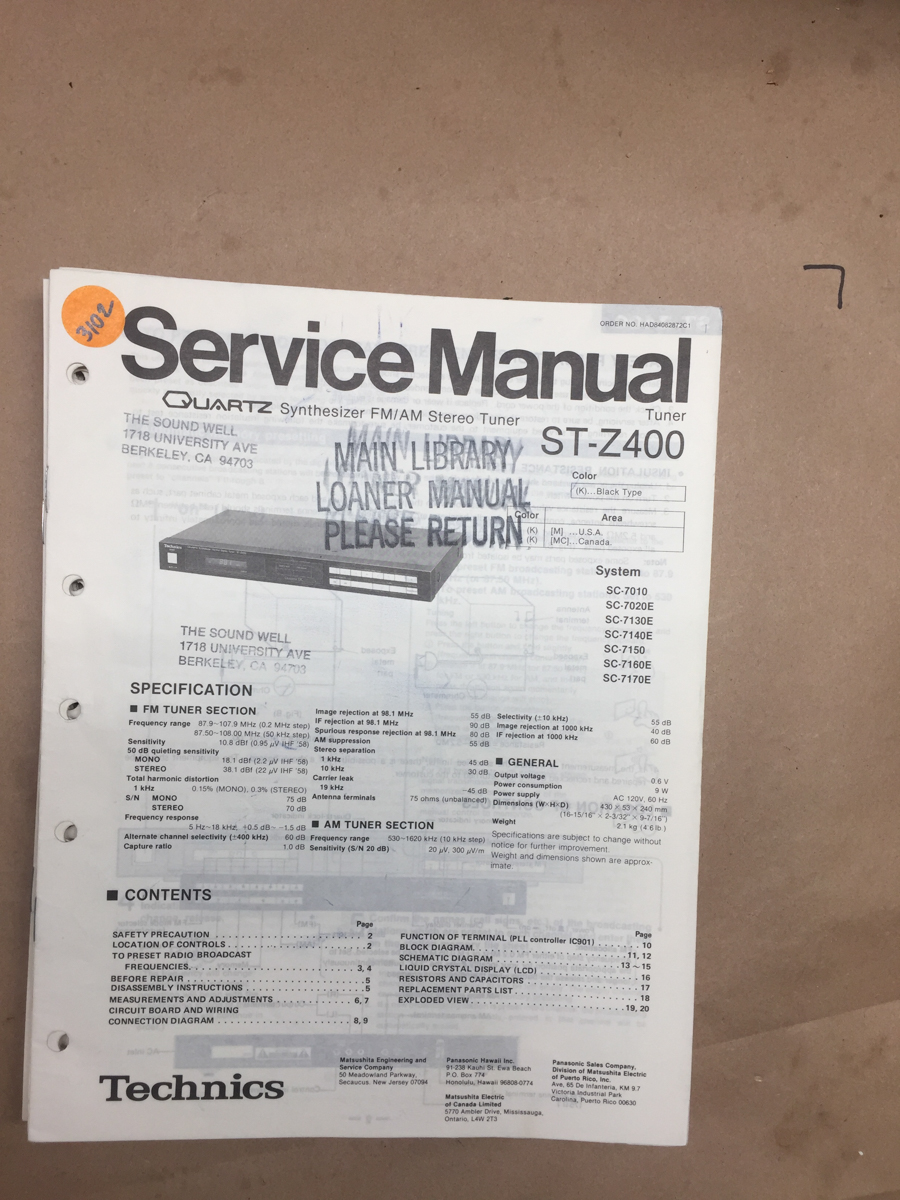 3102
ORDER NO. HAD84082872C1
Service Manual
QUARTZ Synthesizer FM/AM Stereo Tuner
Tuner
ST-Z400
THE SOUND WELL
1718 UNIVERSITY AVE
BERKELEY, CA 94703
MAIN LIBRARY
LOANER MANUAL
PLEASE RETURN
Color
(K)...Black Type
Color Area
(K) [M] ...U.S.A.
(K) [MC]...Canada.
Technics
System
SC-7010
SC-7020E
SC-7130E
SC-7140E
SC-7150
SC-7160E
SC-7170E
THE SOUND WELL
1718 UNIVERSITY AVE
BERKELEY, CA 94703
SPECIFICATION
■ FM TUNER SECTION
Frequency range 87.9~107.9 MHz (0.2 MHz step)
87.50~108.00 MHz (50 kHz step)
Sensitivity 10.8 dBf (0.95 µV IHF '58)
50 dB quieting sensitivity
MONO 18.1 dBf (2.2 µV IHF '58)
STEREO 38.1 dBf (22 µV IHF '58)
Total harmonic distortion
1 kHz 0.15% (MONO), 0.3% (STEREO)
S/N MONO 75 dB
STEREO 70 dB
Frequency response
5 Hz~18 kHz, +0.5 dB~-1.5 dB
Alternate channel selectivity (±400 kHz) 60 dB
Capture ratio 1.0 dB
Image rejection at 98.1 MHz 55 dB
IF rejection at 98.1 MHz 90 dB
Spurious response rejection at 98.1 MHz 80 dB
AM suppression 55 dB
Stereo separation
1 kHz 45 dB
10 kHz 30 dB
Carrier leak
19 kHz -45 dB
Antenna terminals 75 ohms (unbalanced)
■ AM TUNER SECTION
Frequency range 530~1620 kHz (10 kHz step)
Sensitivity (S/N 20 dB) 20 µV, 300 µV/m
Selectivity (±10 kHz) 55 dB
Image rejection at 1000 kHz 40 dB
IF rejection at 1000 kHz 60 dB
■ GENERAL
Output voltage 0.6 V
Power consumption 9 W
Power supply AC 120V, 60 Hz
Dimensions (W×H×D) 430 × 53 × 240 mm
(16-15/16" × 2-3/32" × 9-7/16")
Weight 2.1 kg (4.6 lb)
Specifications are subject to change without
notice for further improvement.
Weight and dimensions shown are approx-
imate.
■ CONTENTS
Page
SAFETY PRECAUTION 2
LOCATION OF CONTROLS 2
TO PRESET RADIO BROADCAST
FREQUENCIES 3, 4
BEFORE REPAIR 5
DISASSEMBLY INSTRUCTIONS 5
MEASUREMENTS AND ADJUSTMENTS 6, 7
CIRCUIT BOARD AND WIRING
CONNECTION DIAGRAM 8, 9
Page
FUNCTION OF TERMINAL (PLL controller IC901) 10
BLOCK DIAGRAM 11, 12
SCHEMATIC DIAGRAM 13 ~ 15
LIQUID CRYSTAL DISPLAY (LCD) 16
RESISTORS AND CAPACITORS 17
REPLACEMENT PARTS LIST 18
EXPLODED VIEW 19, 20
Technics
Matsushita Engineering and
Service Company
50 Meadowland Parkway,
Secaucus, New Jersey 07094
Panasonic Hawaii Inc.
91-238 Kauhi St. Ewa Beach
P.O. Box 774
Honolulu, Hawaii 96808-0774
Matsushita Electric
of Canada Limited
5770 Ambler Drive, Mississauga,
Ontario, L4W 2T3
Panasonic Sales Company,
Division of Matsushita Electric
of Puerto Rico, Inc.
Ave, 65 De Infanteria, KM 9.7
Victoria Industrial Park
Carolina, Puerto Rico 00630